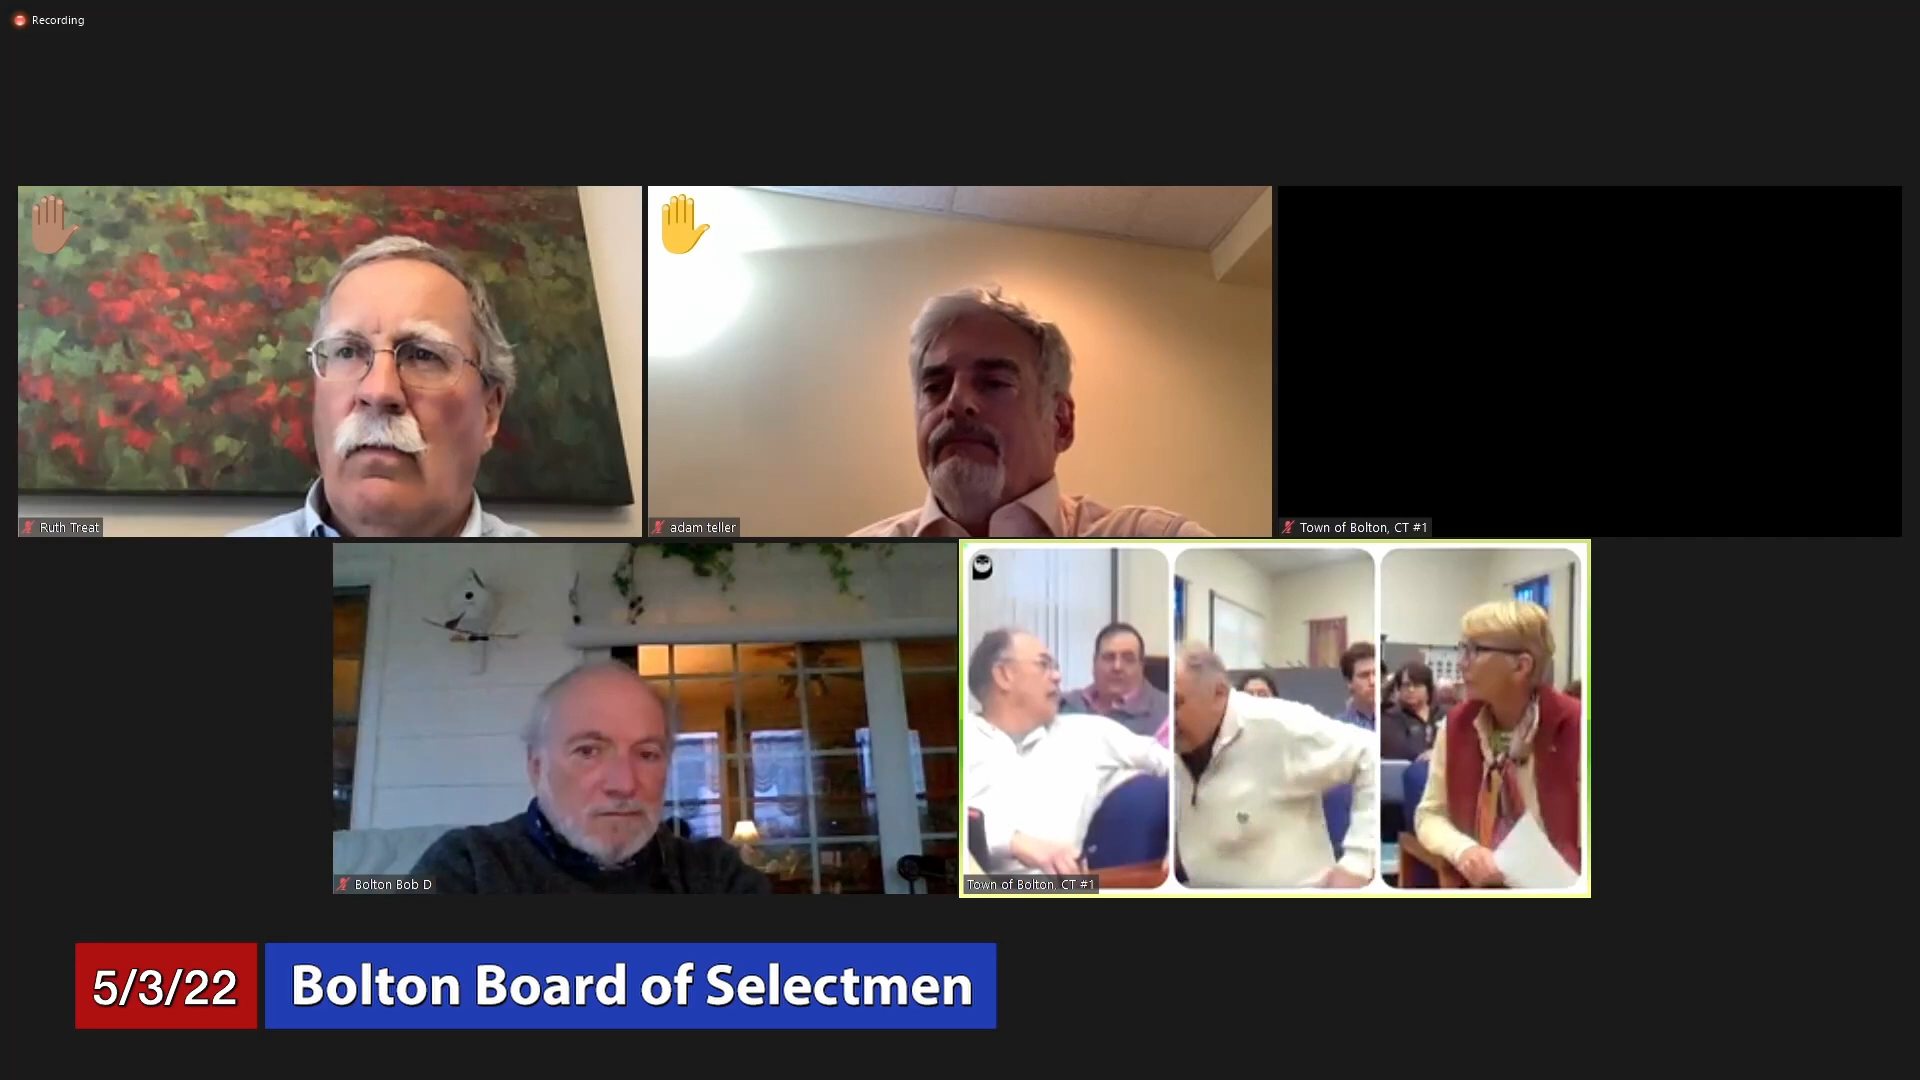 Recording
Ruth Treat
adam teller
Town of Bolton, CT #1
Bolton Bob D
Town of Bolton, CT #1
5/3/22
Bolton Board of Selectmen